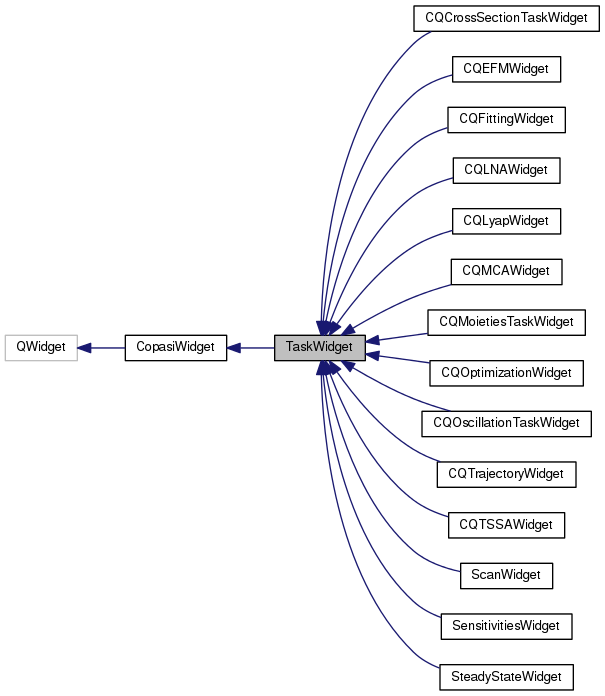 CQCrossSectionTaskWidget
CQEFMWidget
CQFittingWidget
CQLNAWidget
CQLyapWidget
CQMCAWidget
CQMoietiesTaskWidget
QWidget
CopasiWidget
TaskWidget
CQOptimizationWidget
CQOscillationTaskWidget
CQTrajectoryWidget
CQTSSAWidget
ScanWidget
SensitivitiesWidget
SteadyStateWidget